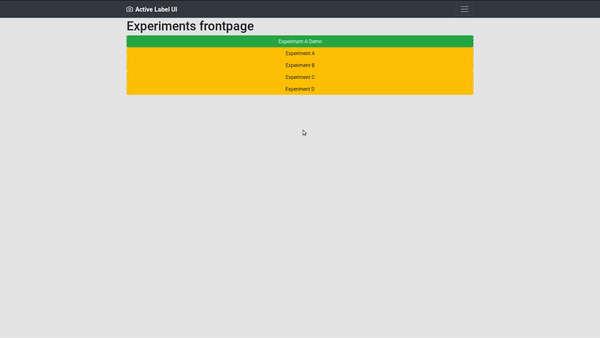 Active Label UI
Experiments frontpage
Experiment A Demo
Experiment A
Experiment B
Experiment C
Experiment D